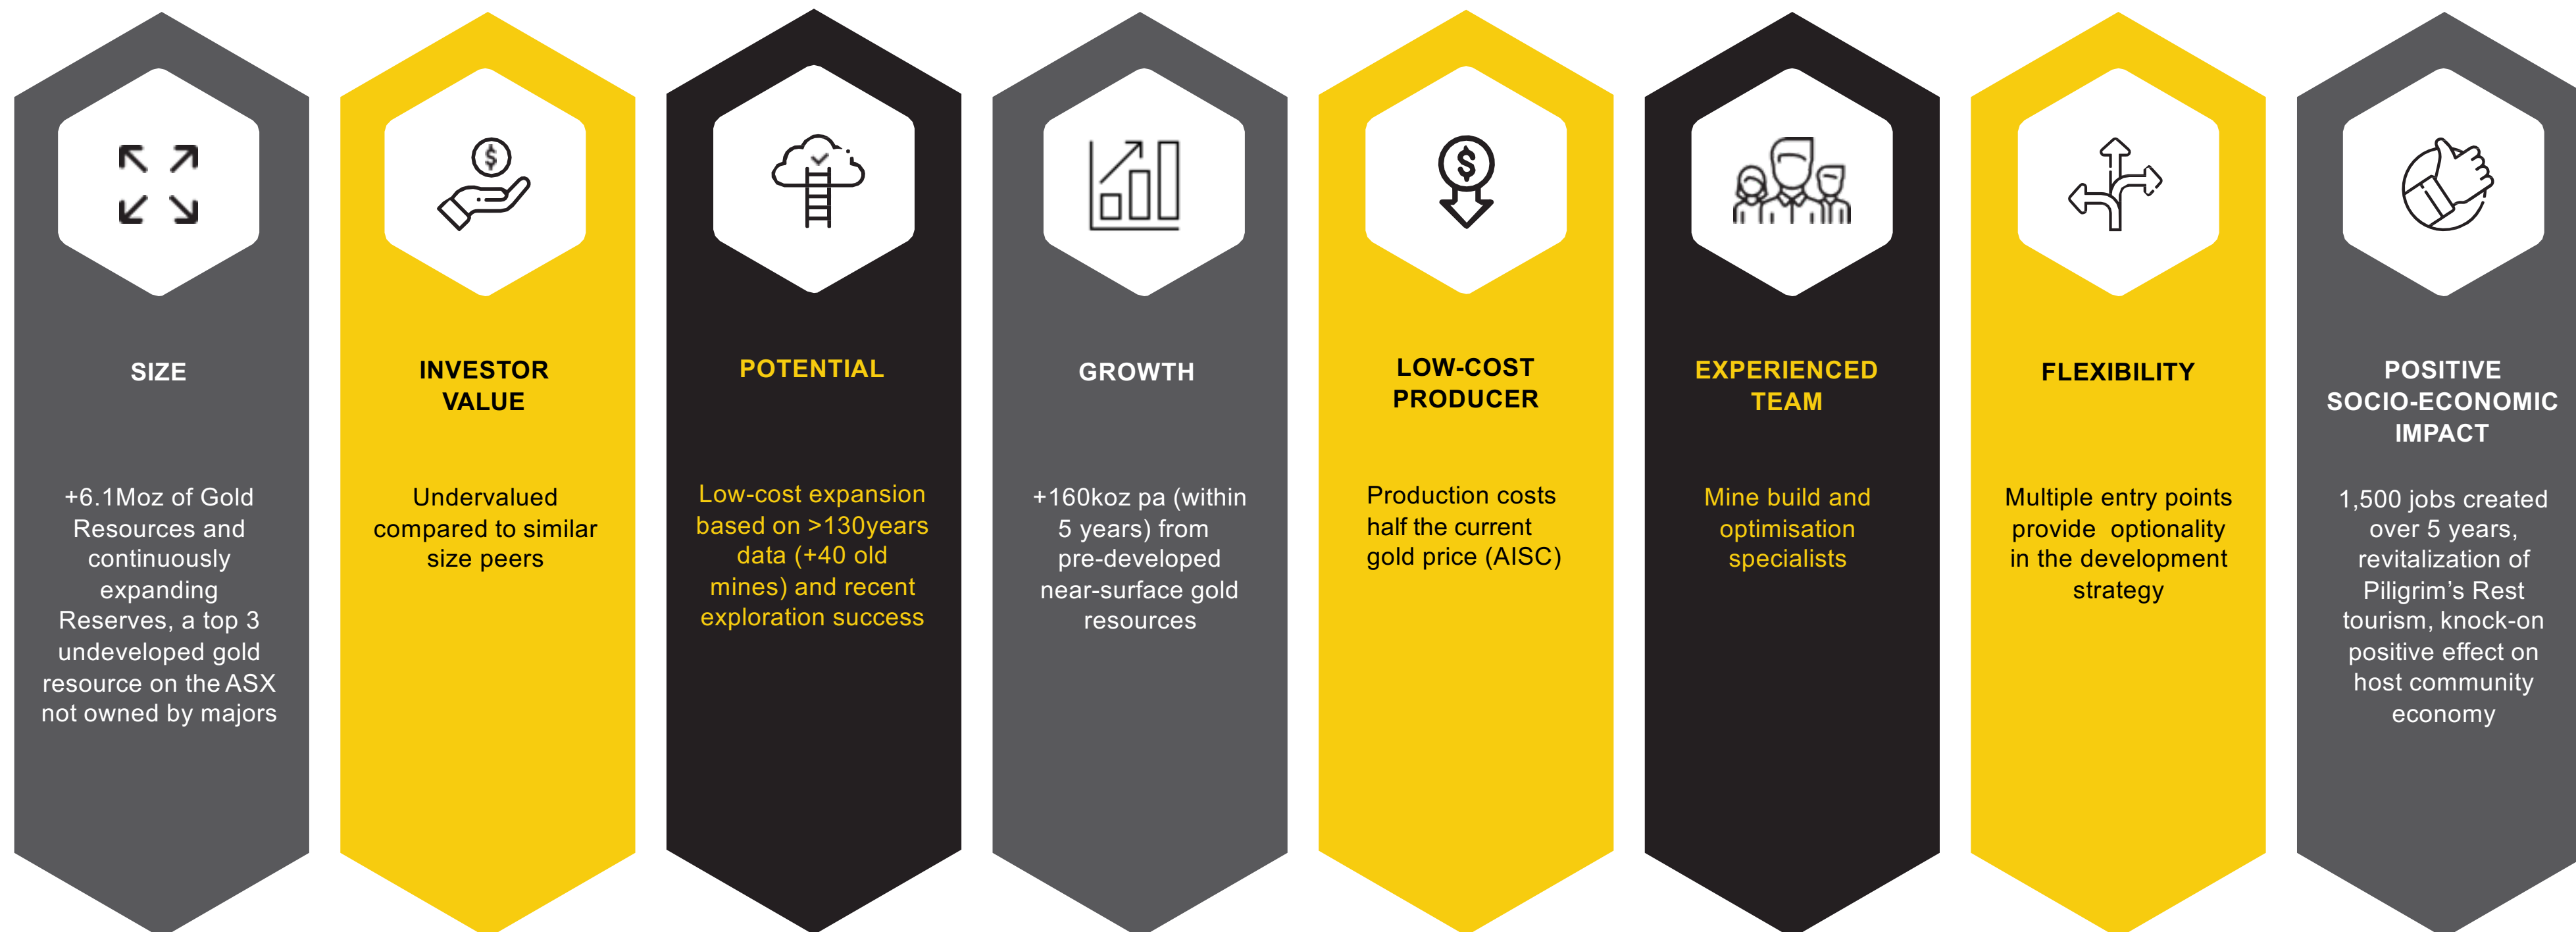 SIZE
+6.1Moz of Gold
Resources and
continuously
expanding
Reserves, a top 3
undeveloped gold
resource on the ASX
not owned by majors
INVESTOR
VALUE
Undervalued
compared to similar
size peers
POTENTIAL
Low-cost expansion
based on >130years
data (+40 old
mines) and recent
exploration success
GROWTH
+160koz pa (within
5 years) from
pre-developed
near-surface gold
resources
$
LOW-COST
PRODUCER
Production costs
half the current
gold price (AISC)
EXPERIENCED
TEAM
Mine build and
optimisation
specialists
FLEXIBILITY
Multiple entry points
provide  optionality
in the development
strategy
POSITIVE
SOCIO-ECONOMIC
IMPACT
1,500 jobs created
over 5 years,
revitalization of
Piligrim’s Rest
tourism, knock-on
positive effect on
host community
economy